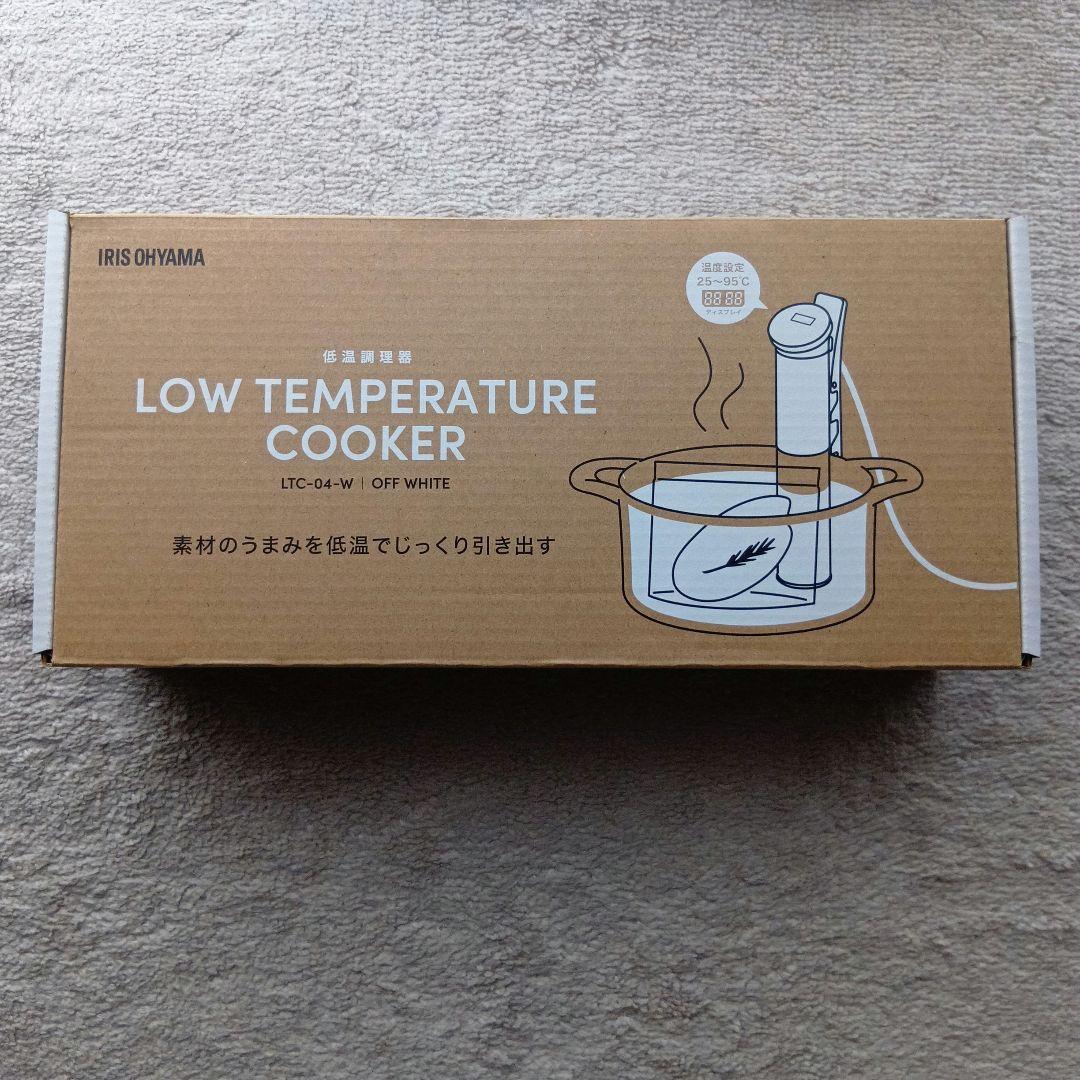 IRIS OHYAMA
温度設定
25〜95℃
88 88
ディスプレイ
低温調理器
LOW TEMPERATURE
COOKER
LTC-04-W | OFF WHITE
素材のうまみを低温でじっくり引き出す